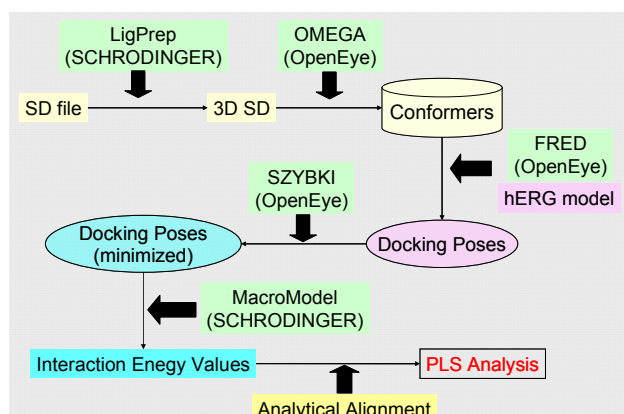 LigPrep
(SCHRODINGER)
OMEGA
(OpenEye)
SD file
3D SD
Conformers
FRED
(OpenEye)
hERG model
SZYBKI
(OpenEye)
Docking Poses
(minimized)
Docking Poses
MacroModel
(SCHRODINGER)
Interaction Enegy Values
PLS Analysis
Analytical Alignment